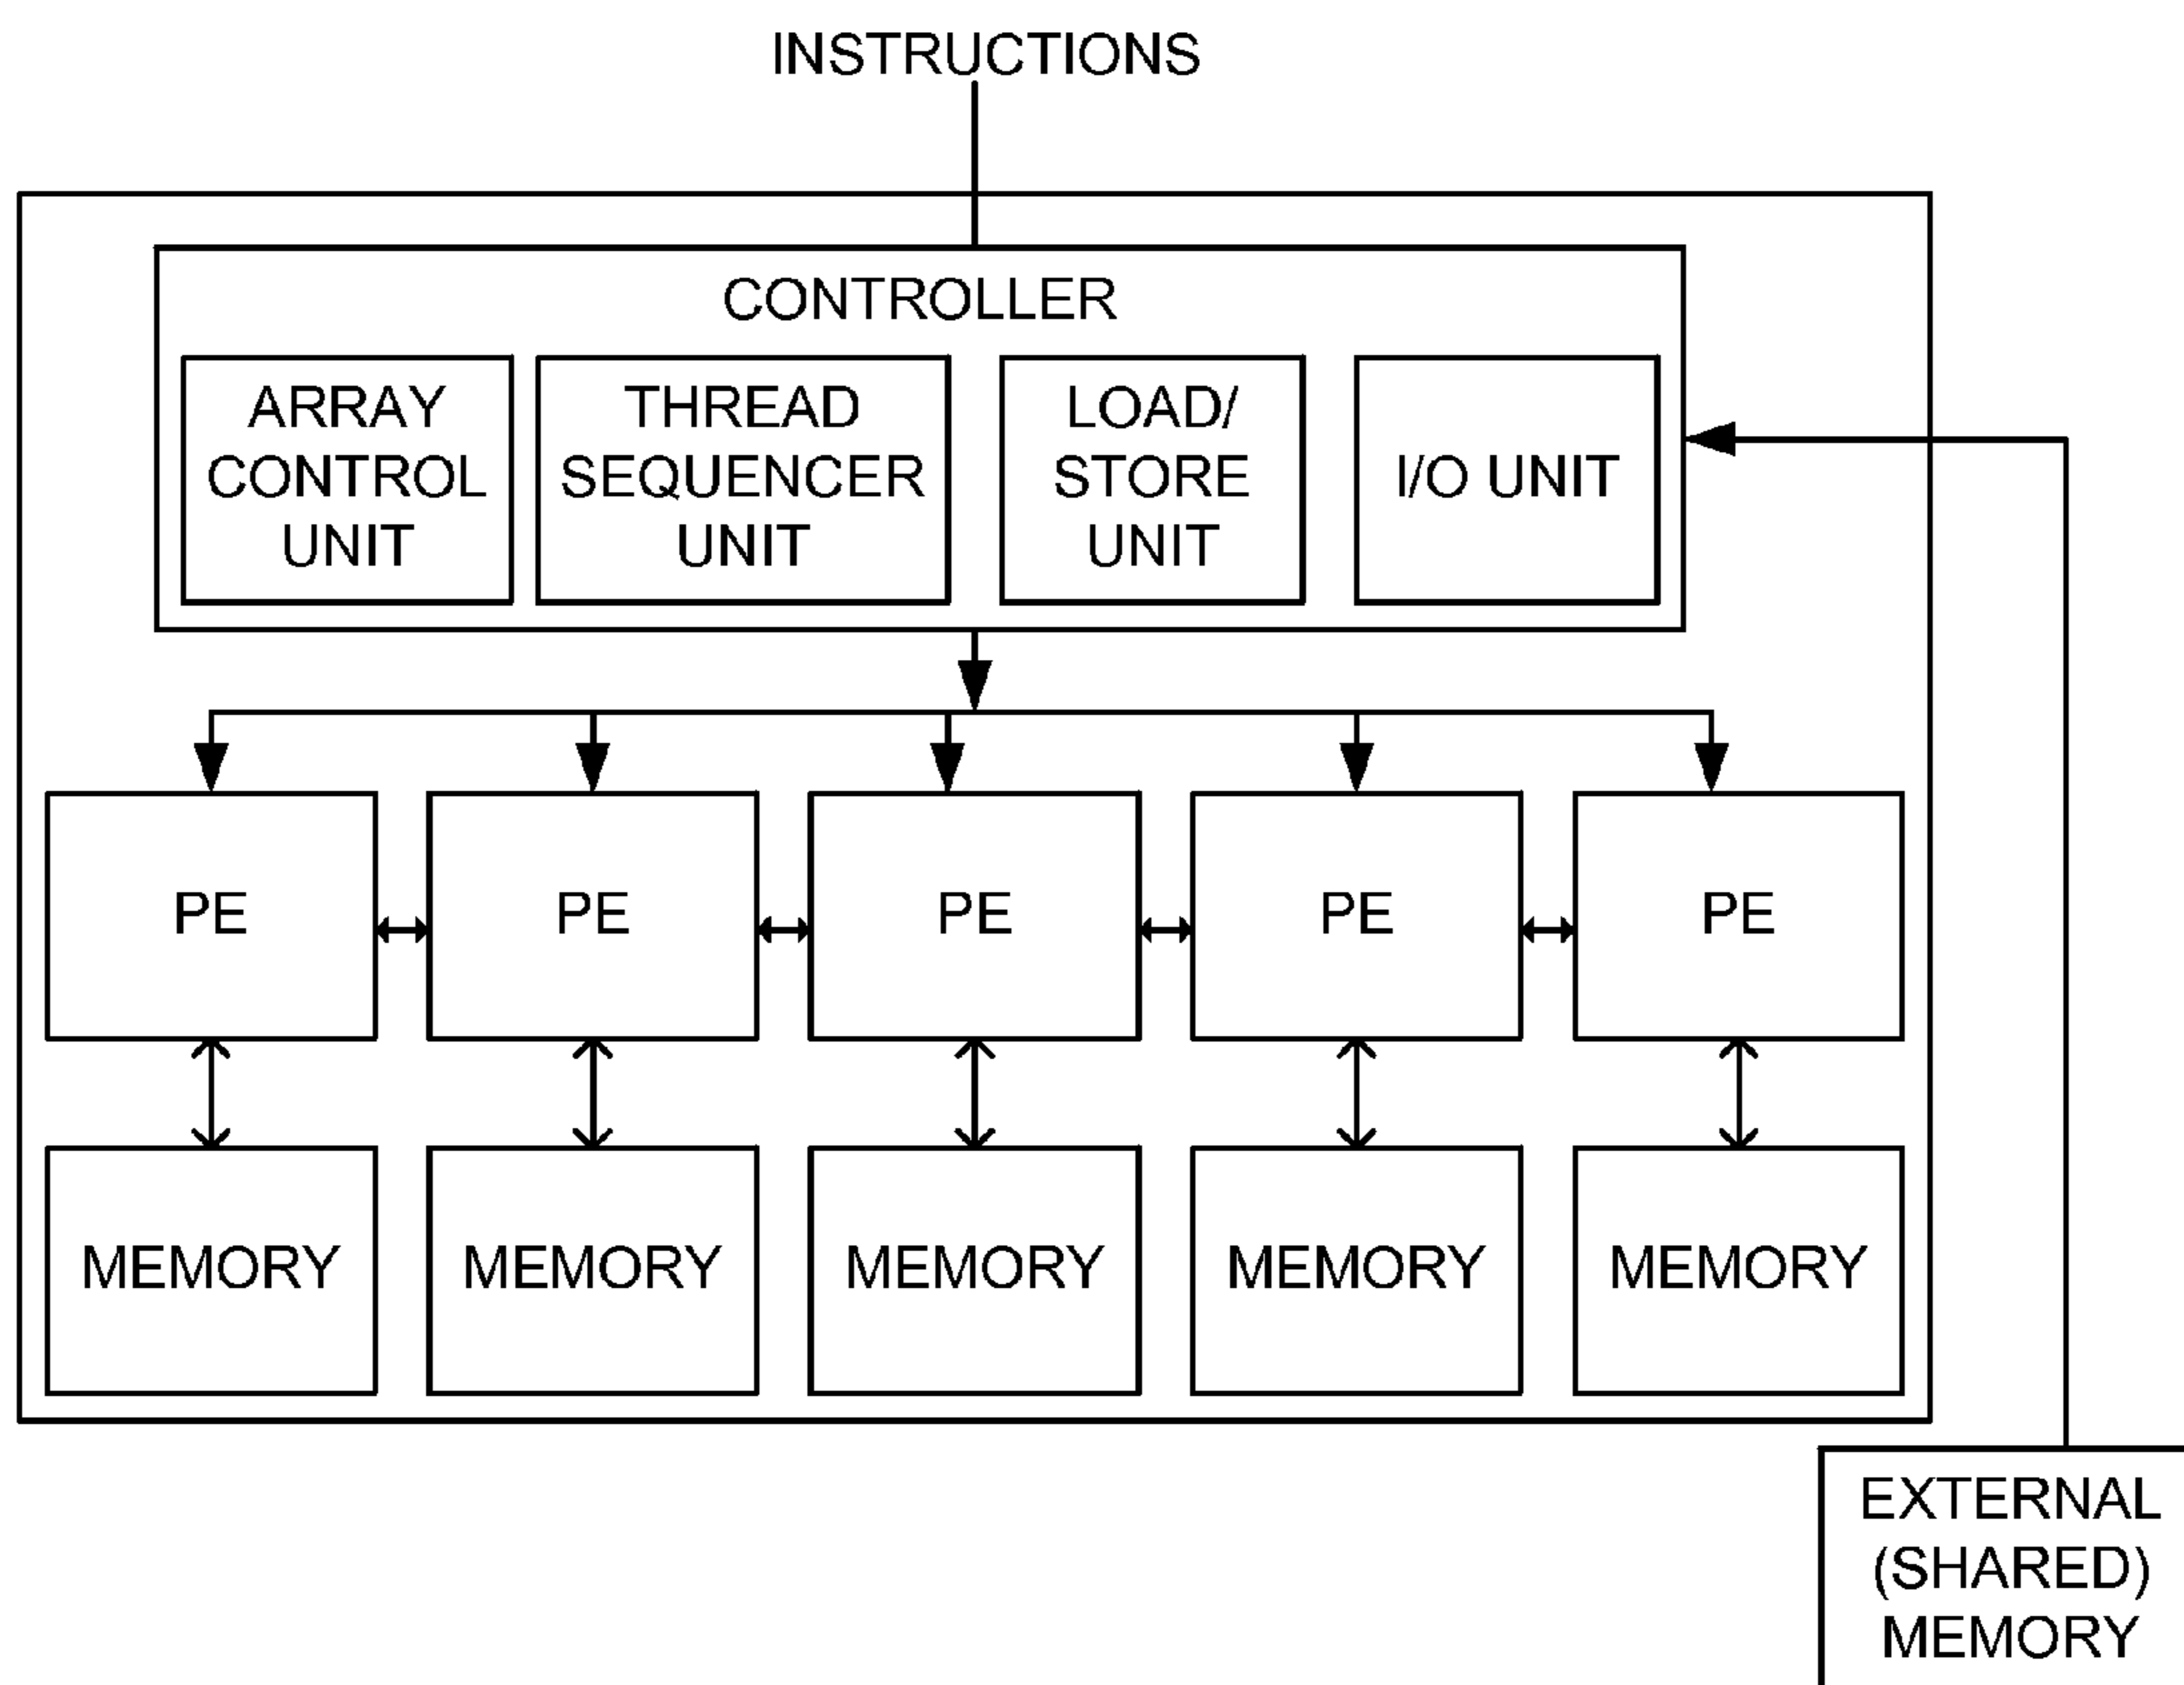 INSTRUCTIONS
CONTROLLER
ARRAY
CONTROL
UNIT
THREAD
SEQUENCER
UNIT
LOAD/
STORE
UNIT
I/O UNIT
PE
PE
PE
PE
PE
MEMORY
MEMORY
MEMORY
MEMORY
MEMORY
EXTERNAL
(SHARED)
MEMORY